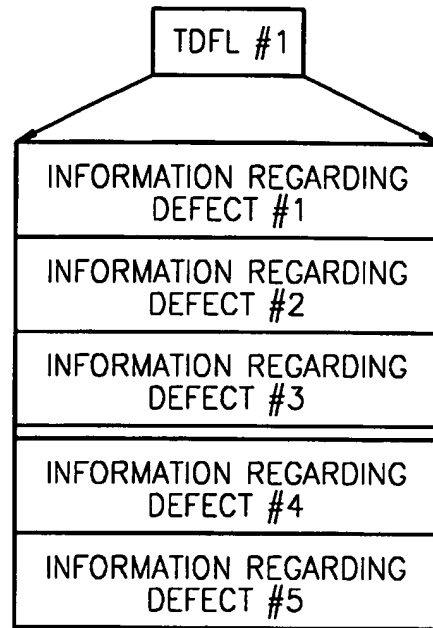 TDFL #1
INFORMATION REGARDING
DEFECT #1
INFORMATION REGARDING
DEFECT #2
INFORMATION REGARDING
DEFECT #3
INFORMATION REGARDING
DEFECT #4
INFORMATION REGARDING
DEFECT #5